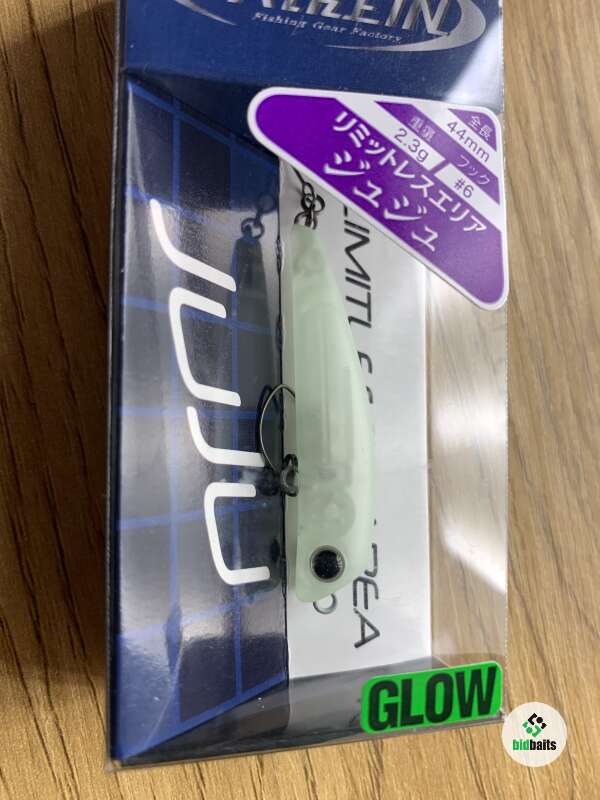 Fishing Gear Factory
全長
44mm
重量
2.3g
フック
#6
リミットレスエリア
ジュジュ
JUJU
GLOW
bidbaits